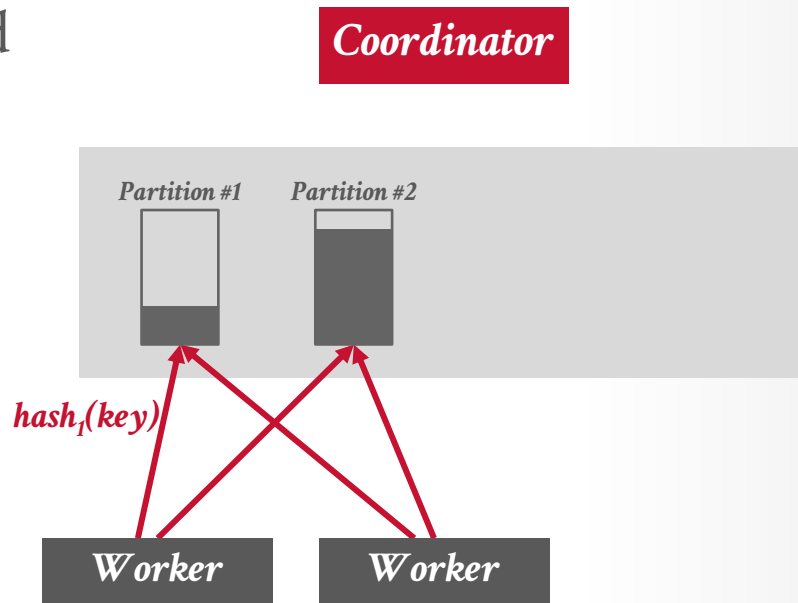 Coordinator
Partition #1 Partition #2
hash₁(key)
Worker Worker